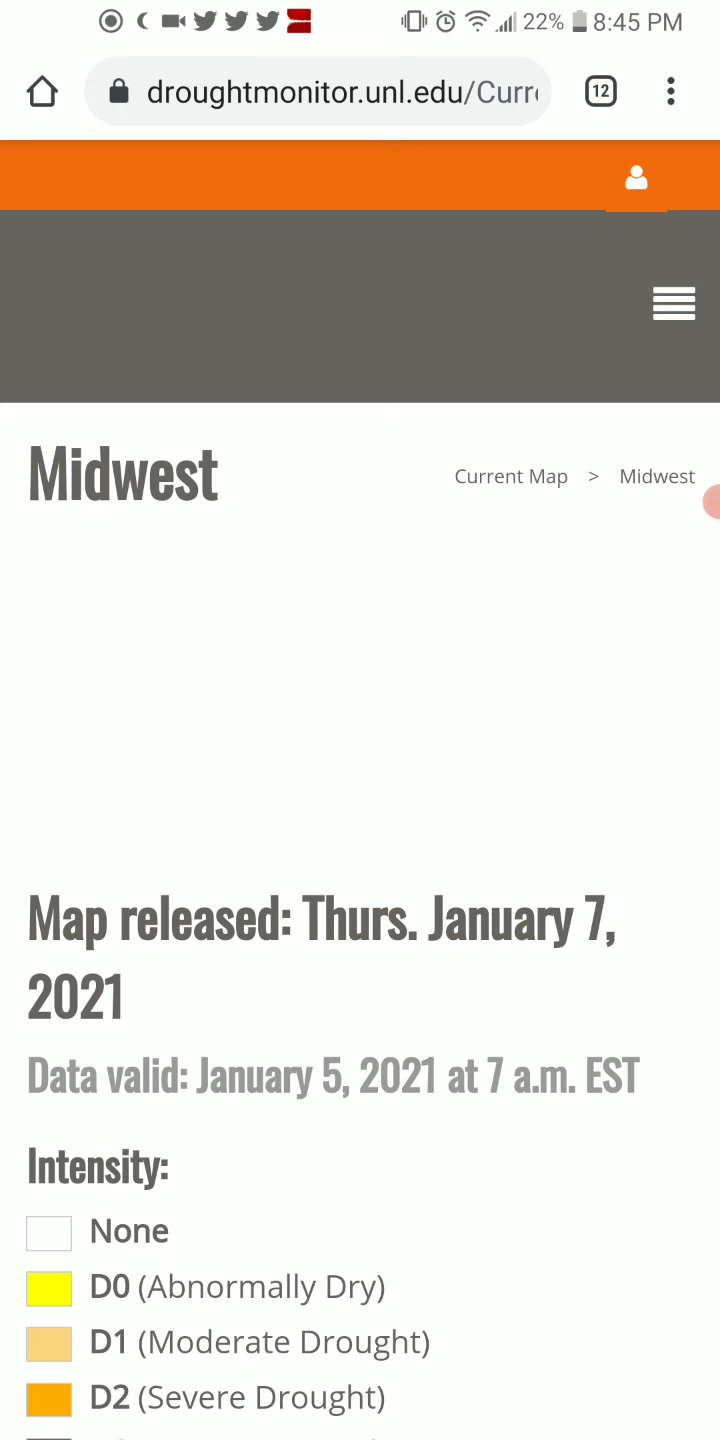 22% 8:45 PM
droughtmonitor.unl.edu/Curr
12
Midwest
Current Map > Midwest
Map released: Thurs. January 7,
2021
Data valid: January 5, 2021 at 7 a.m. EST
Intensity:
None
D0 (Abnormally Dry)
D1 (Moderate Drought)
D2 (Severe Drought)